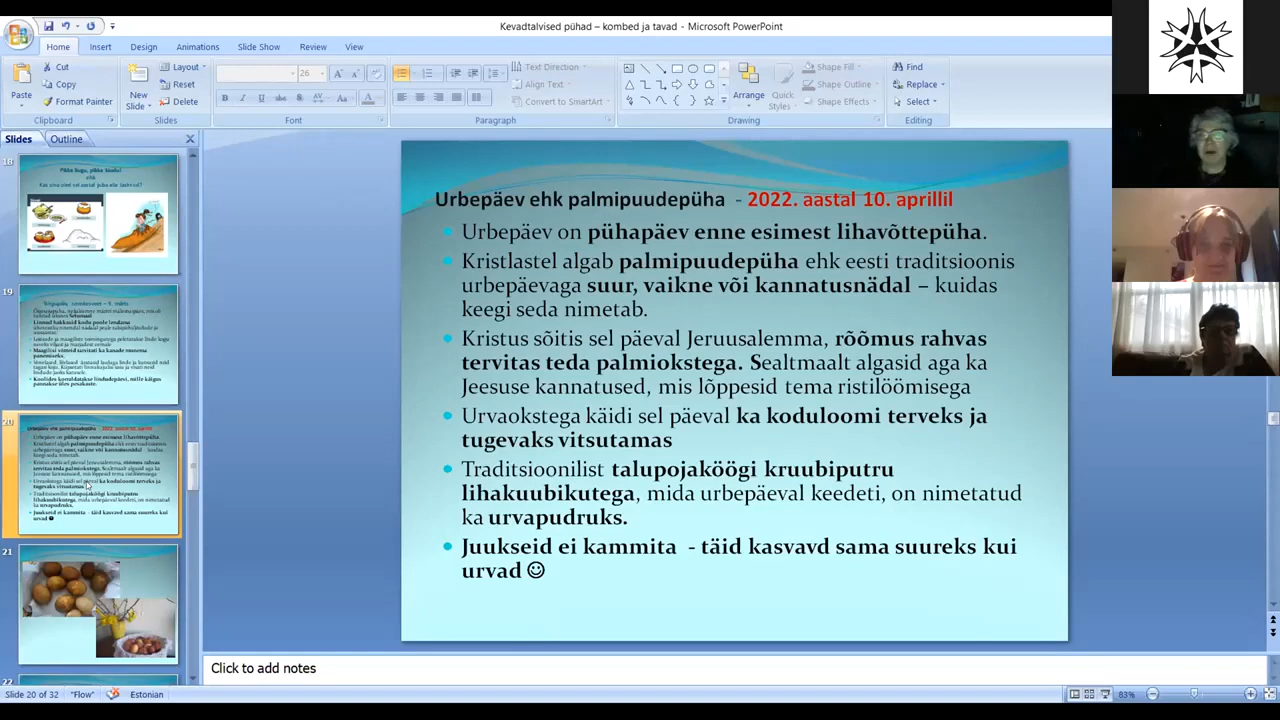 Kevadtalvised pühad – kombed ja tavad - Microsoft PowerPoint
Home Insert Design Animations Slide Show Review View
Cut
Copy
Format Painter
Paste
Clipboard
New
Slide
Layout
Reset
Delete
Slides
26
Font
Text Direction
Align Text
Convert to SmartArt
Paragraph
Arrange
Quick
Styles
Shape Fill
Shape Outline
Shape Effects
Drawing
Find
Replace
Select
Editing
Slides Outline
18
19
20
21
22
Urbepäev ehk palmipuudepüha - 2022. aastal 10. aprillil
Urbepäev on pühapäev enne esimest lihavõttepüha.
Kristlastel algab palmipuudepüha ehk eesti traditsioonis
urbepäevaga suur, vaikne või kannatusnädal – kuidas
keegi seda nimetab.
Kristus sõitis sel päeval Jeruusalemma, rõõmus rahvas
tervitas teda palmiokstega. Sealtmaalt algasid aga ka
Jeesuse kannatused, mis lõppesid tema ristilöömisega
Urvaokstega käidi sel päeval ka koduloomi terveks ja
tugevaks vitsutamas
Traditsioonilist talupojaköögi kruubiputru
lihakuubikutega, mida urbepäeval keedeti, on nimetatud
ka urvapudruks.
Juukseid ei kammita - täid kasvavd sama suureks kui
urvad ☺
Click to add notes
Slide 20 of 32 "Flow" Estonian 83%